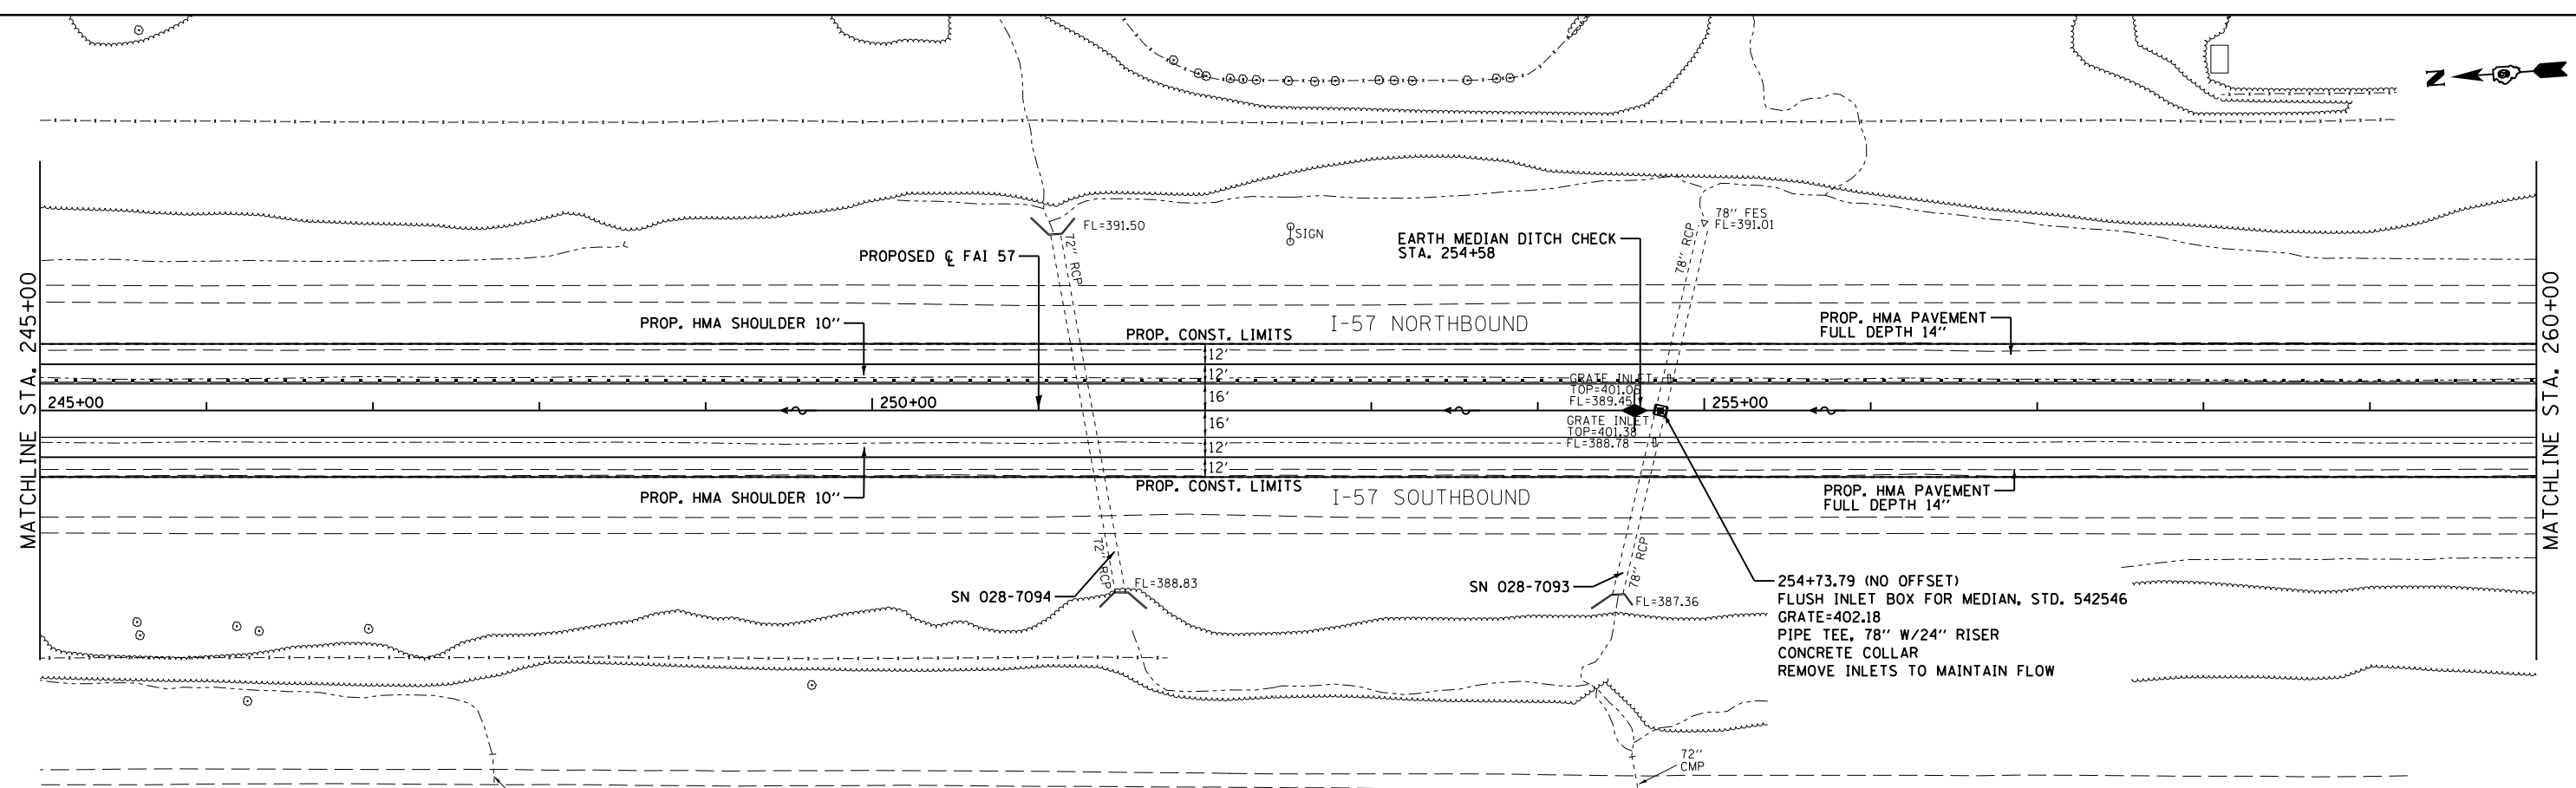 N
FL=391.50
72" RCP
SIGN
78" FES
FL=391.01
78" RCP
EARTH MEDIAN DITCH CHECK
STA. 254+58
PROPOSED ℄ FAI 57
MATCHLINE STA. 245+00
MATCHLINE STA. 260+00
PROP. HMA SHOULDER 10"
PROP. CONST. LIMITS
I-57 NORTHBOUND
PROP. HMA PAVEMENT
FULL DEPTH 14"
12'
12'
16'
16'
12'
12'
245+00
250+00
255+00
GRATE INLET
TOP=401.06
FL=389.45
GRATE INLET
TOP=401.38
FL=388.78
PROP. HMA SHOULDER 10"
PROP. CONST. LIMITS
I-57 SOUTHBOUND
PROP. HMA PAVEMENT
FULL DEPTH 14"
72" RCP
FL=388.83
SN 028-7094
78" RCP
SN 028-7093
FL=387.36
254+73.79 (NO OFFSET)
FLUSH INLET BOX FOR MEDIAN, STD. 542546
GRATE=402.18
PIPE TEE, 78" W/24" RISER
CONCRETE COLLAR
REMOVE INLETS TO MAINTAIN FLOW
72"
CMP